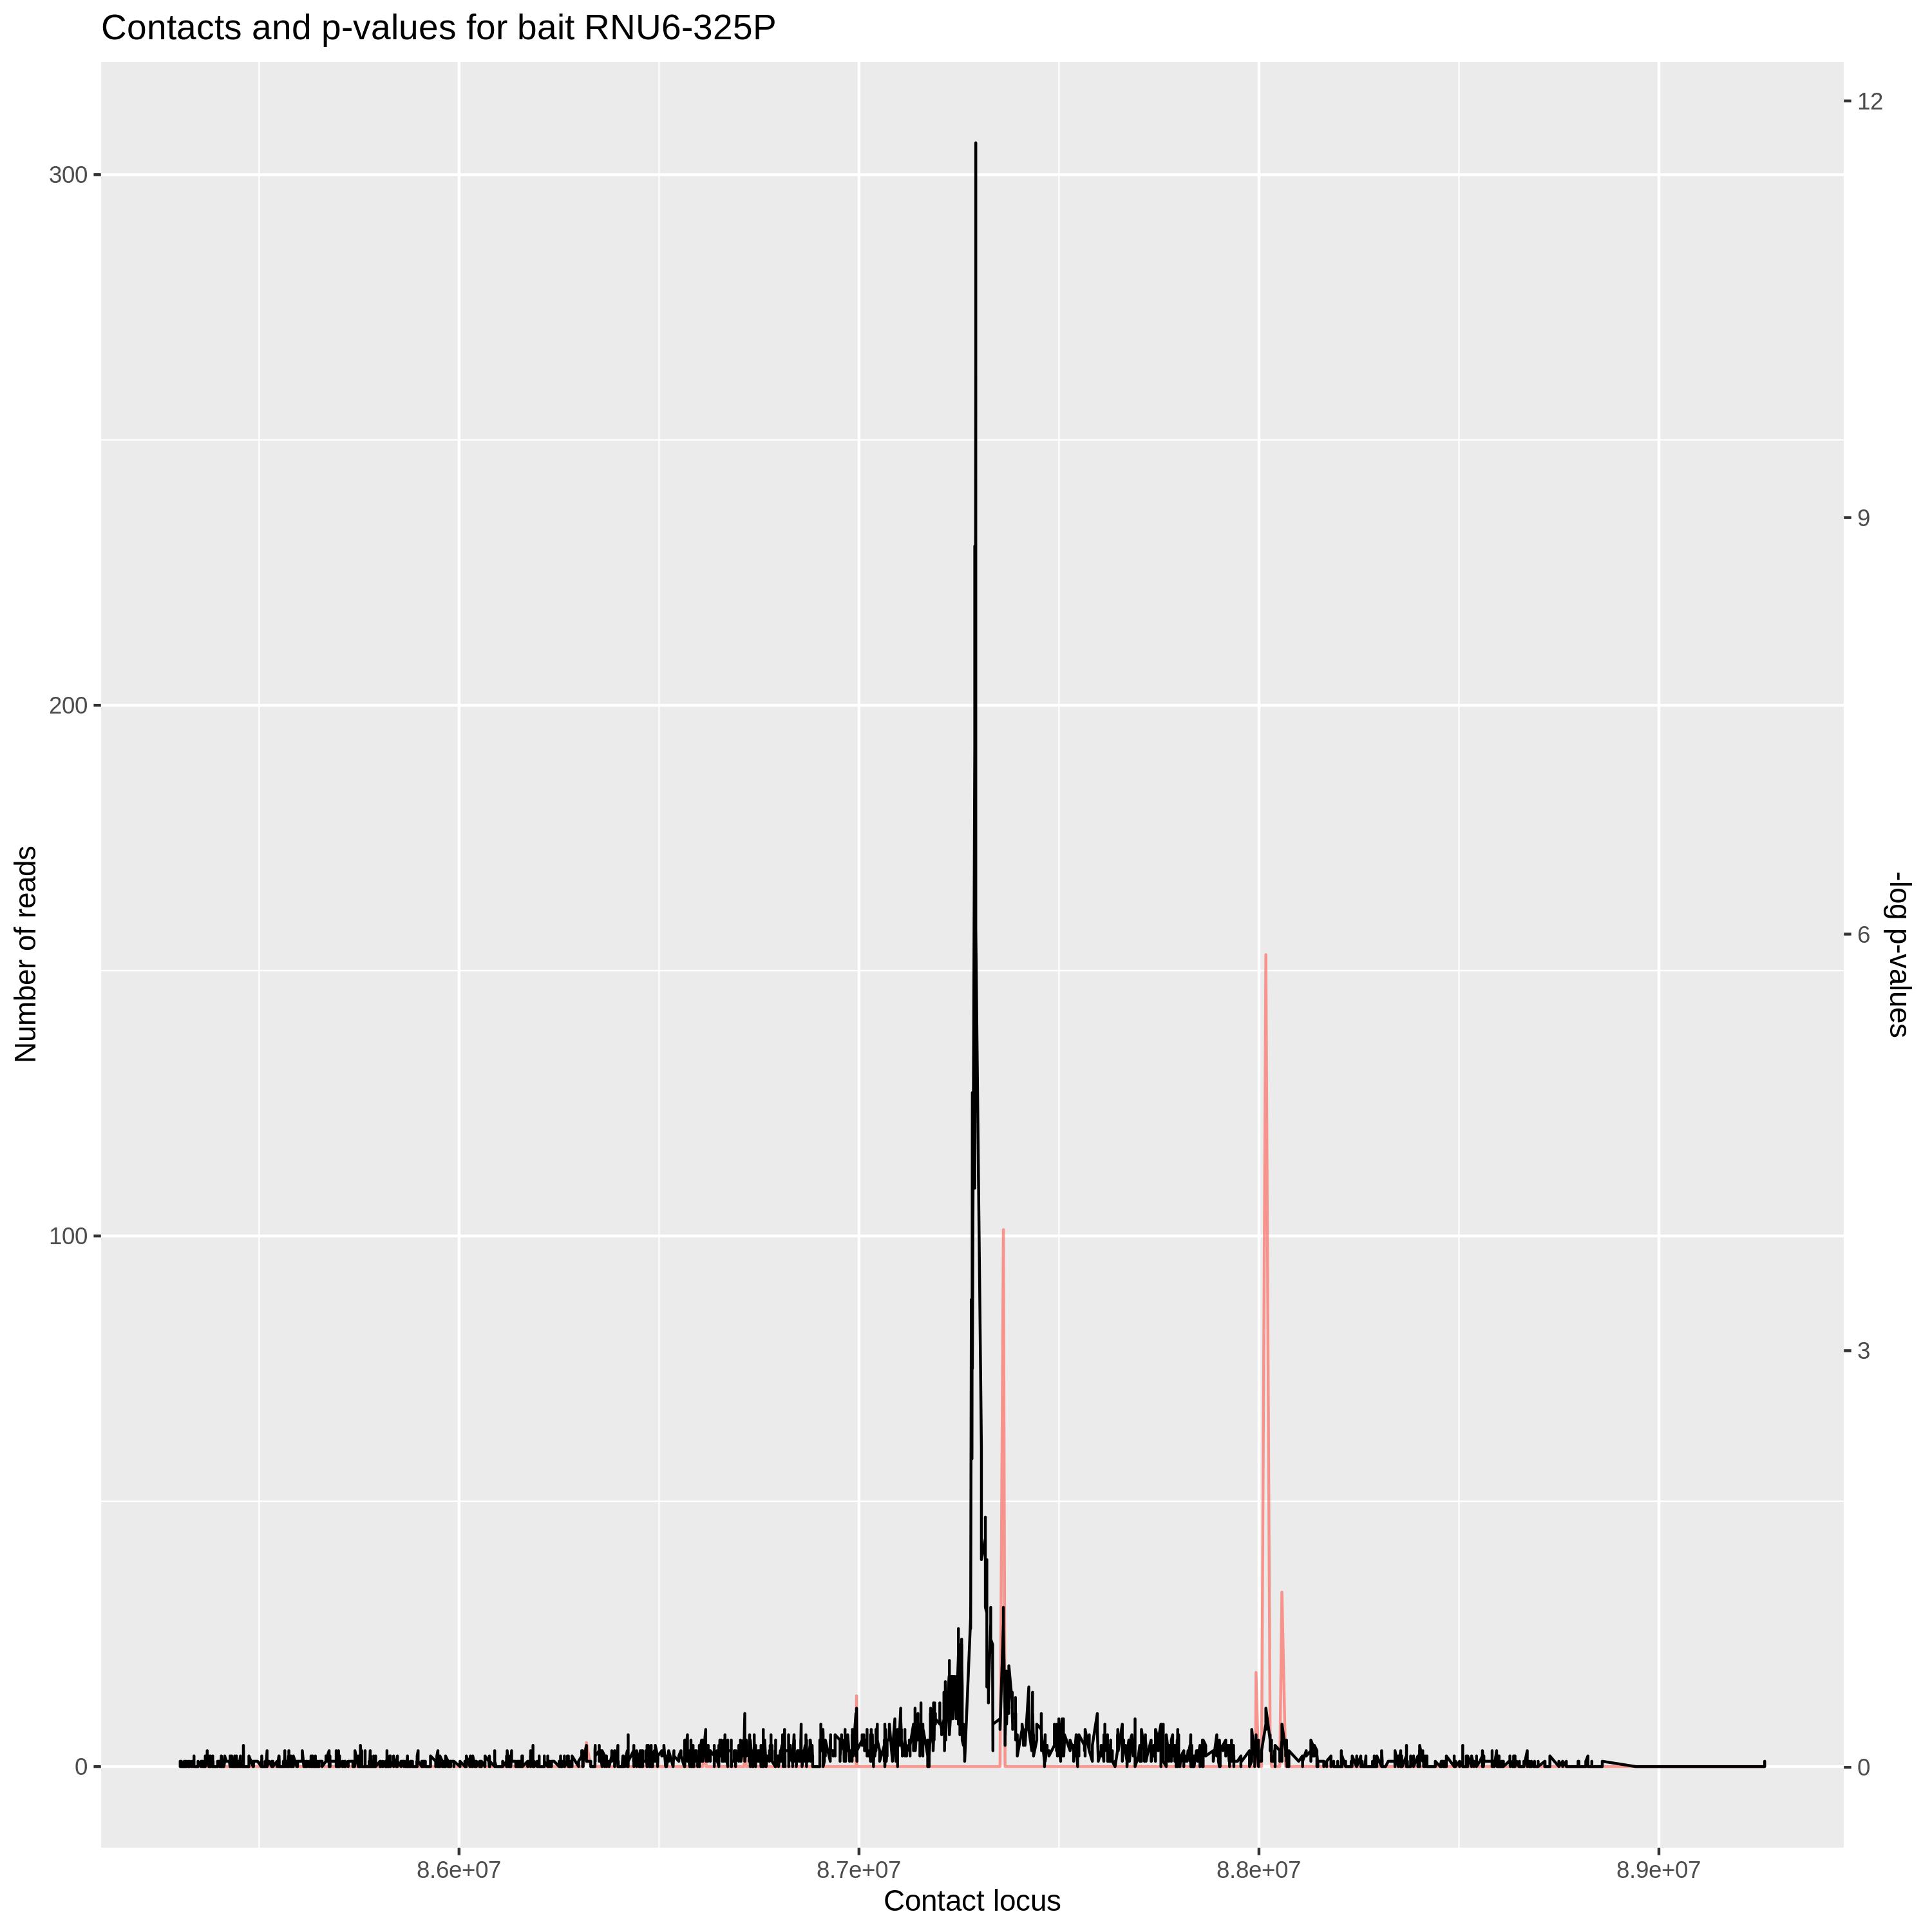 Contacts and p-values for bait RNU6-325P
12
300
9
200
6
Number of reads
-log p-values
100
3
0
0
8.6e+07
8.7e+07
8.8e+07
8.9e+07
Contact locus